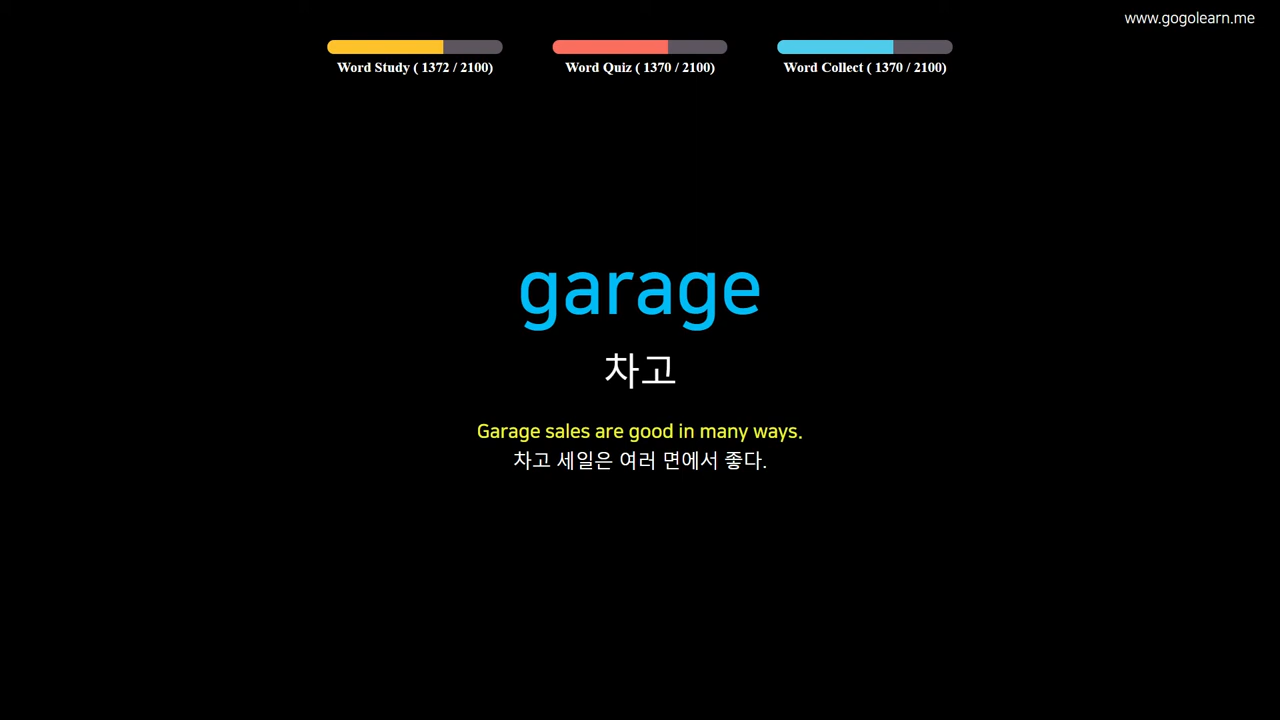 www.gogolearn.me
Word Study ( 1372 / 2100)
Word Quiz ( 1370 / 2100)
Word Collect ( 1370 / 2100)
garage
차고
Garage sales are good in many ways.
차고 세일은 여러 면에서 좋다.